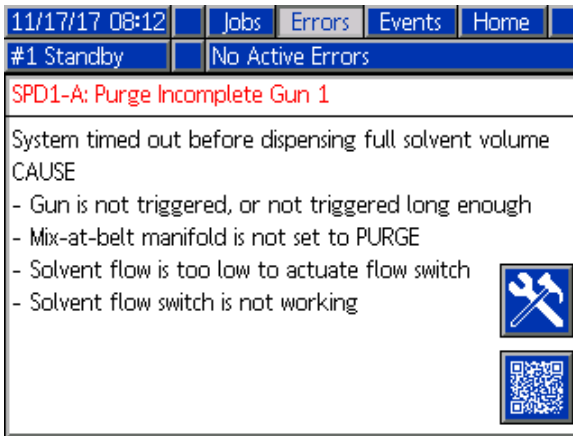 11/17/17 08:12 Jobs Errors Events Home
#1 Standby No Active Errors
SPD1-A: Purge Incomplete Gun 1
System timed out before dispensing full solvent volume
CAUSE
- Gun is not triggered, or not triggered long enough
- Mix-at-belt manifold is not set to PURGE
- Solvent flow is too low to actuate flow switch
- Solvent flow switch is not working